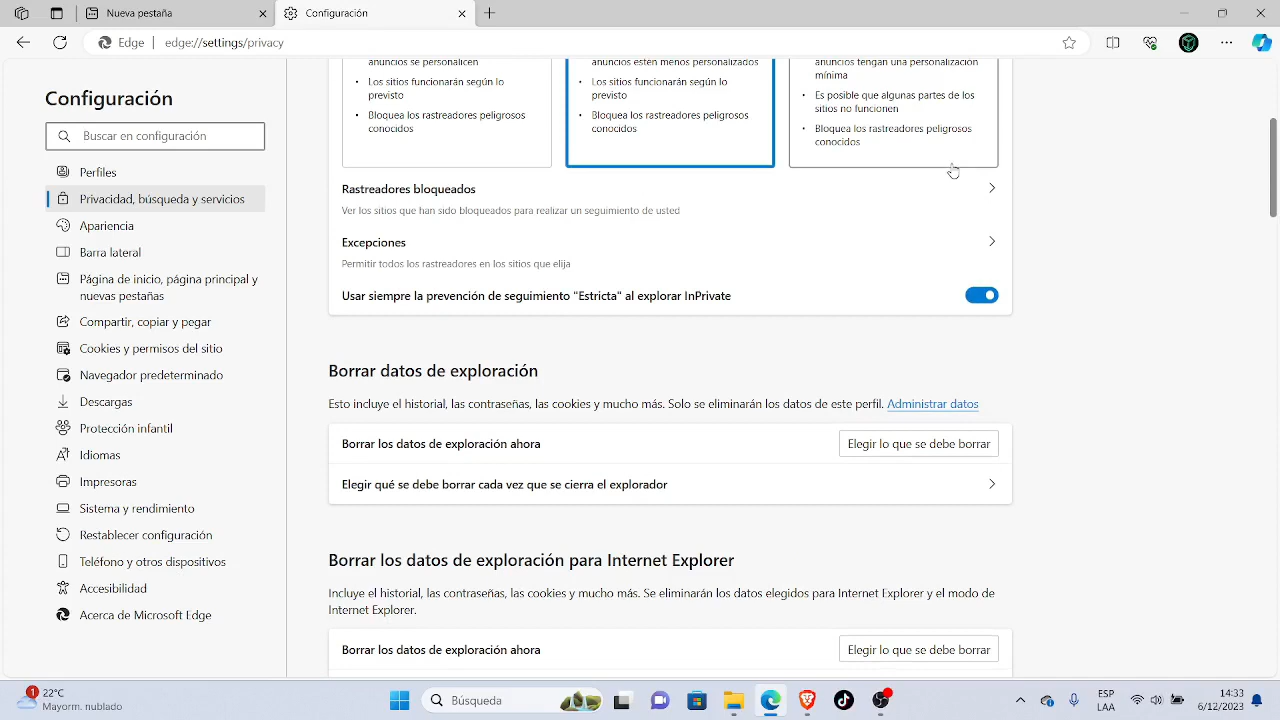 Nueva pestaña
Configuración
Edge
edge://settings/privacy
Configuración
Buscar en configuración
Perfiles
Privacidad, búsqueda y servicios
Apariencia
Barra lateral
Página de inicio, página principal y
nuevas pestañas
Compartir, copiar y pegar
Cookies y permisos del sitio
Navegador predeterminado
Descargas
Protección infantil
Idiomas
Impresoras
Sistema y rendimiento
Restablecer configuración
Teléfono y otros dispositivos
Accesibilidad
Acerca de Microsoft Edge
anuncios se personalicen
Los sitios funcionarán según lo
previsto
Bloquea los rastreadores peligrosos
conocidos
anuncios estén menos personalizados
Los sitios funcionarán según lo
previsto
Bloquea los rastreadores peligrosos
conocidos
anuncios tengan una personalización
mínima
Es posible que algunas partes de los
sitios no funcionen
Bloquea los rastreadores peligrosos
conocidos
Rastreadores bloqueados
Ver los sitios que han sido bloqueados para realizar un seguimiento de usted
Excepciones
Permitir todos los rastreadores en los sitios que elija
Usar siempre la prevención de seguimiento "Estricta" al explorar InPrivate
Borrar datos de exploración
Esto incluye el historial, las contraseñas, las cookies y mucho más. Solo se eliminarán los datos de este perfil. Administrar datos
Borrar los datos de exploración ahora
Elegir lo que se debe borrar
Elegir qué se debe borrar cada vez que se cierra el explorador
Borrar los datos de exploración para Internet Explorer
Incluye el historial, las contraseñas, las cookies y mucho más. Se eliminarán los datos elegidos para Internet Explorer y el modo de
Internet Explorer.
Borrar los datos de exploración ahora
Elegir lo que se debe borrar
1
22°C
Mayorm. nublado
Búsqueda
ESP
LAA
14:33
6/12/2023